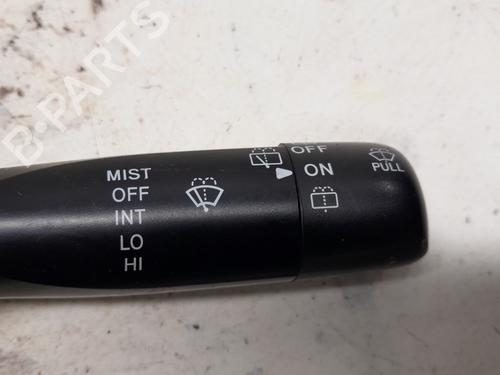 B-PARTS
MIST
OFF
INT
LO
HI
OFF
ON
PULL